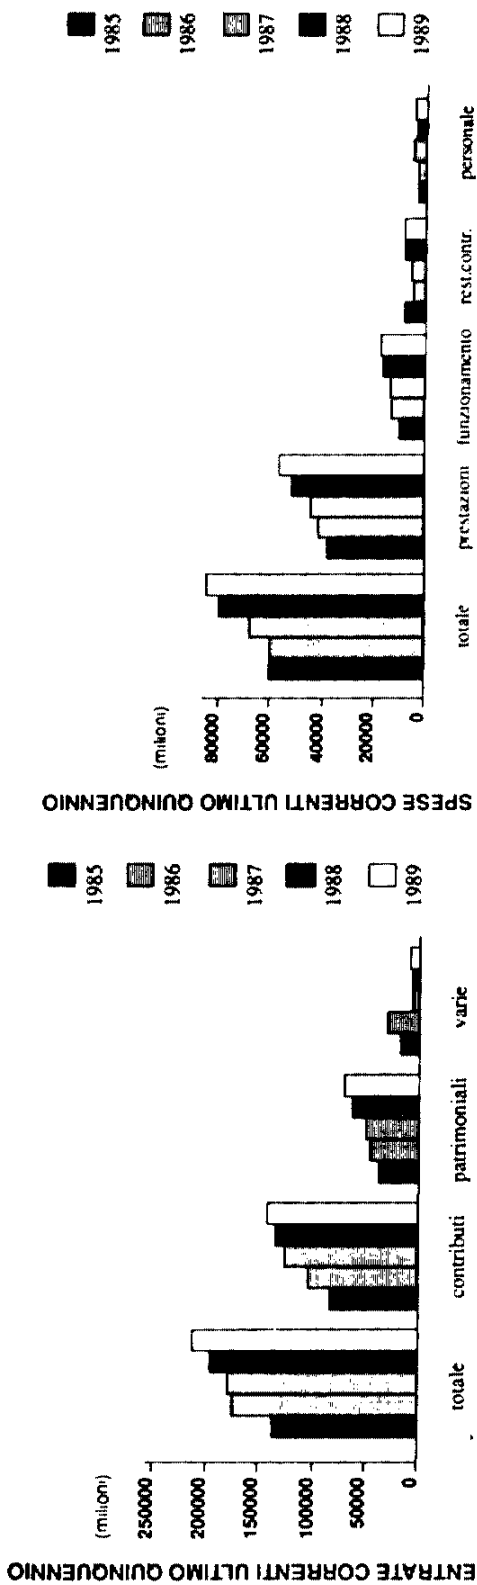 ENTRATE CORRENTI ULTIMO QUINQUENNIO
(milioni)
250000
200000
150000
100000
50000
0
totale
contributi
patrimoniali
varie
1985
1986
1987
1988
1989
SPESE CORRENTI ULTIMO QUINQUENNIO
(milioni)
80000
60000
40000
20000
0
totale
prestazioni
funzionamento
rest.contr.
personale
1985
1986
1987
1988
1989